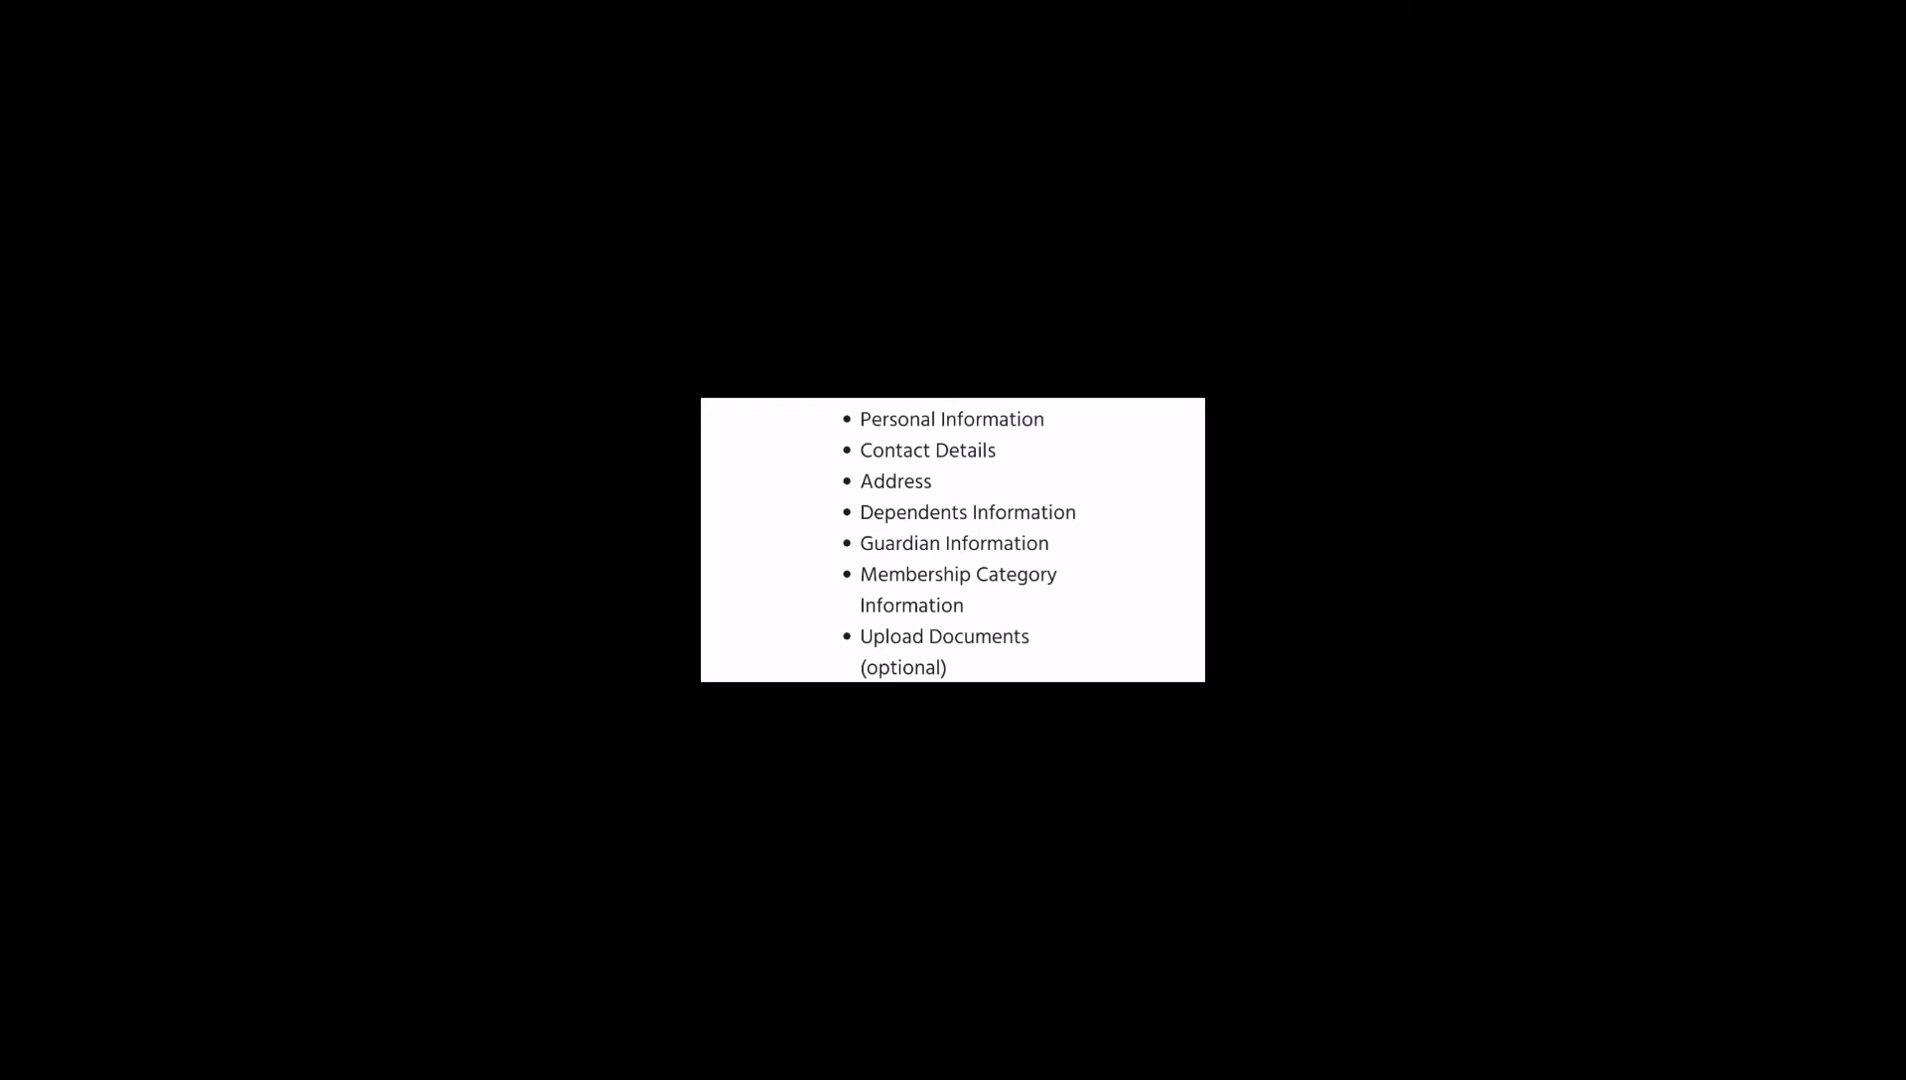 • Personal Information
• Contact Details
• Address
• Dependents Information
• Guardian Information
• Membership Category
Information
• Upload Documents
(optional)